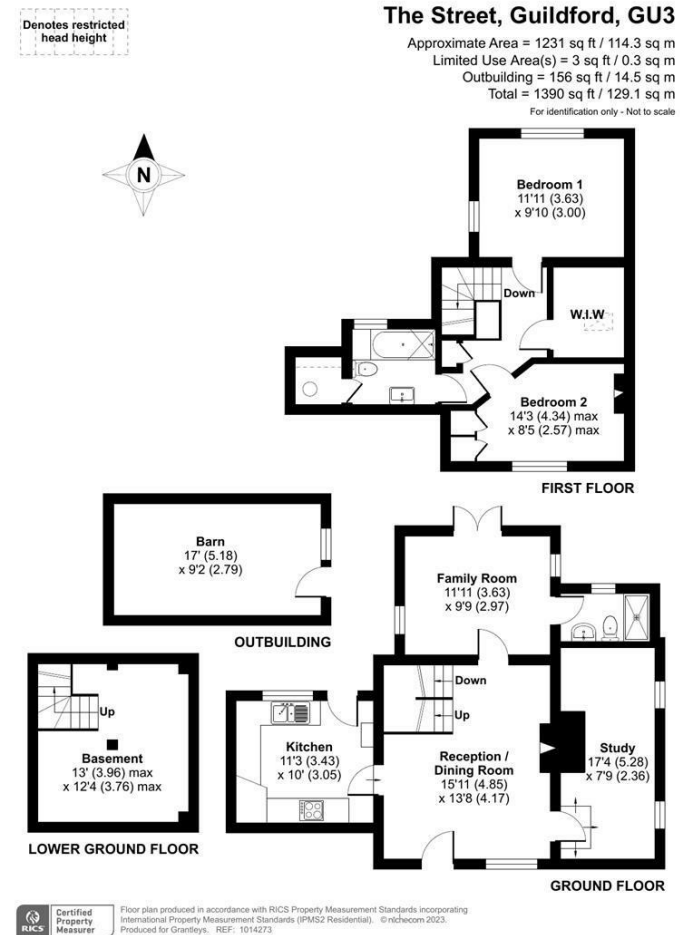 Denotes restricted
head height
The Street, Guildford, GU3
Approximate Area = 1231 sq ft / 114.3 sq m
Limited Use Area(s) = 3 sq ft / 0.3 sq m
Outbuilding = 156 sq ft / 14.5 sq m
Total = 1390 sq ft / 129.1 sq m
For identification only - Not to scale
N
Bedroom 1
11'11 (3.63)
x 9'10 (3.00)
Down
W.I.W
Bedroom 2
14'3 (4.34) max
x 8'5 (2.57) max
FIRST FLOOR
Barn
17' (5.18)
x 9'2 (2.79)
OUTBUILDING
Family Room
11'11 (3.63)
x 9'9 (2.97)
Up
Basement
13' (3.96) max
x 12'4 (3.76) max
LOWER GROUND FLOOR
Down
Up
Kitchen
11'3 (3.43)
x 10' (3.05)
Reception /
Dining Room
15'11 (4.85)
x 13'8 (4.17)
Study
17'4 (5.28)
x 7'9 (2.36)
GROUND FLOOR
RICS
Certified
Property
Measurer
Floor plan produced in accordance with RICS Property Measurement Standards incorporating
International Property Measurement Standards (IPMS2 Residential). ©nichecom 2023.
Produced for Grantleys. REF: 1014273